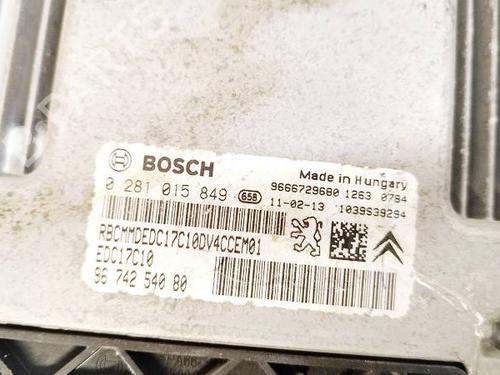 BOSCH
Made in Hungary
0 281 015 849 658
9666729680 1263 0784
11-02-13 1039S39294
RBCMMDEDC17C10DV4CCEM01
EDC17C10
96 742 540 80